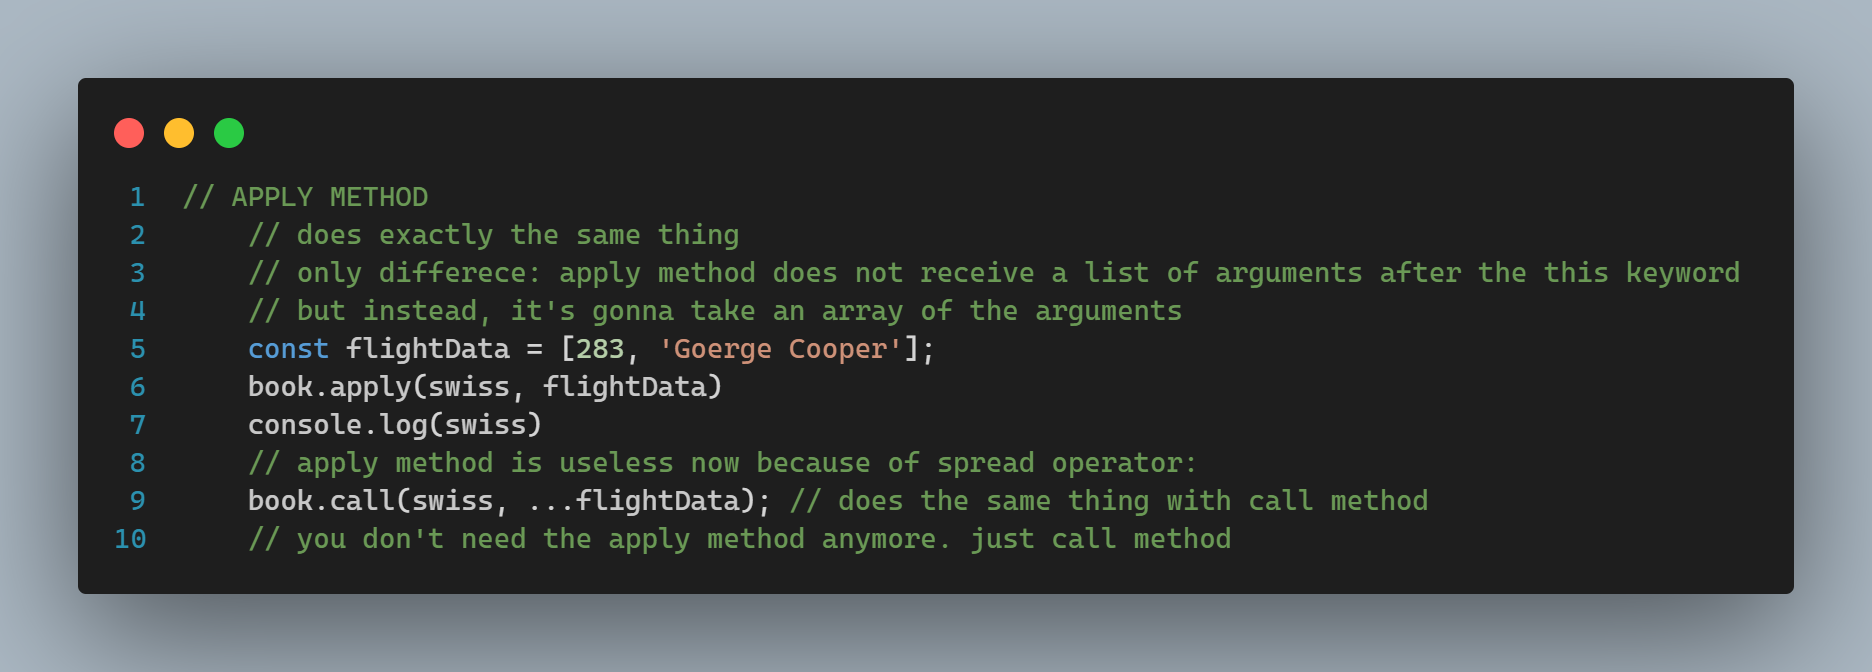 1 // APPLY METHOD
2 // does exactly the same thing
3 // only differece: apply method does not receive a list of arguments after the this keyword
4 // but instead, it's gonna take an array of the arguments
5 const flightData = [283, 'Goerge Cooper'];
6 book.apply(swiss, flightData)
7 console.log(swiss)
8 // apply method is useless now because of spread operator:
9 book.call(swiss, ...flightData); // does the same thing with call method
10 // you don't need the apply method anymore. just call method